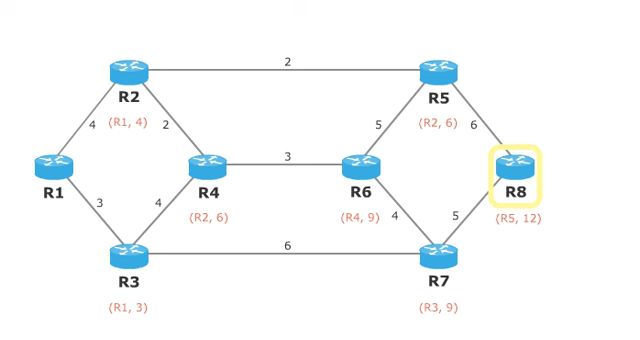 2
R2
R5
(R1, 4)
(R2, 6)
4
2
5
6
3
R1
R4
R6
R8
(R2, 6)
(R4, 9)
(R5, 12)
3
4
4
5
6
R3
R7
(R1, 3)
(R3, 9)